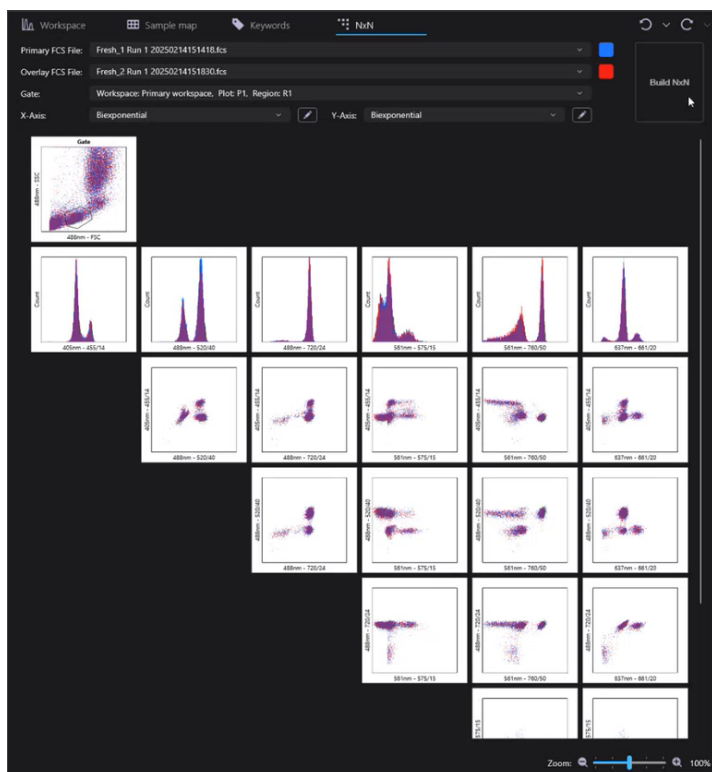 Workspace
Sample map
Keywords
NxN
Primary FCS File: Fresh_1 Run 1 20250214151418.fcs
Overlay FCS File: Fresh_2 Run 1 20250214151830.fcs
Gate: Workspace: Primary workspace, Plot: P1, Region: R1
X-Axis: Biexponential
Y-Axis: Biexponential
Build NxN
Gate
488nm - SSC
488nm - FSC
Count
405nm - 455/14
Count
488nm - 520/40
Count
488nm - 720/24
Count
561nm - 575/15
Count
561nm - 760/50
Count
637nm - 661/20
405nm - 455/14
488nm - 520/40
405nm - 455/14
488nm - 720/24
405nm - 455/14
561nm - 575/15
405nm - 455/14
561nm - 760/50
405nm - 455/14
637nm - 661/20
488nm - 520/40
488nm - 720/24
488nm - 520/40
561nm - 575/15
488nm - 520/40
561nm - 760/50
488nm - 520/40
637nm - 661/20
488nm - 720/24
561nm - 575/15
488nm - 720/24
561nm - 760/50
488nm - 720/24
637nm - 661/20
575/15
575/15
Zoom: 100%